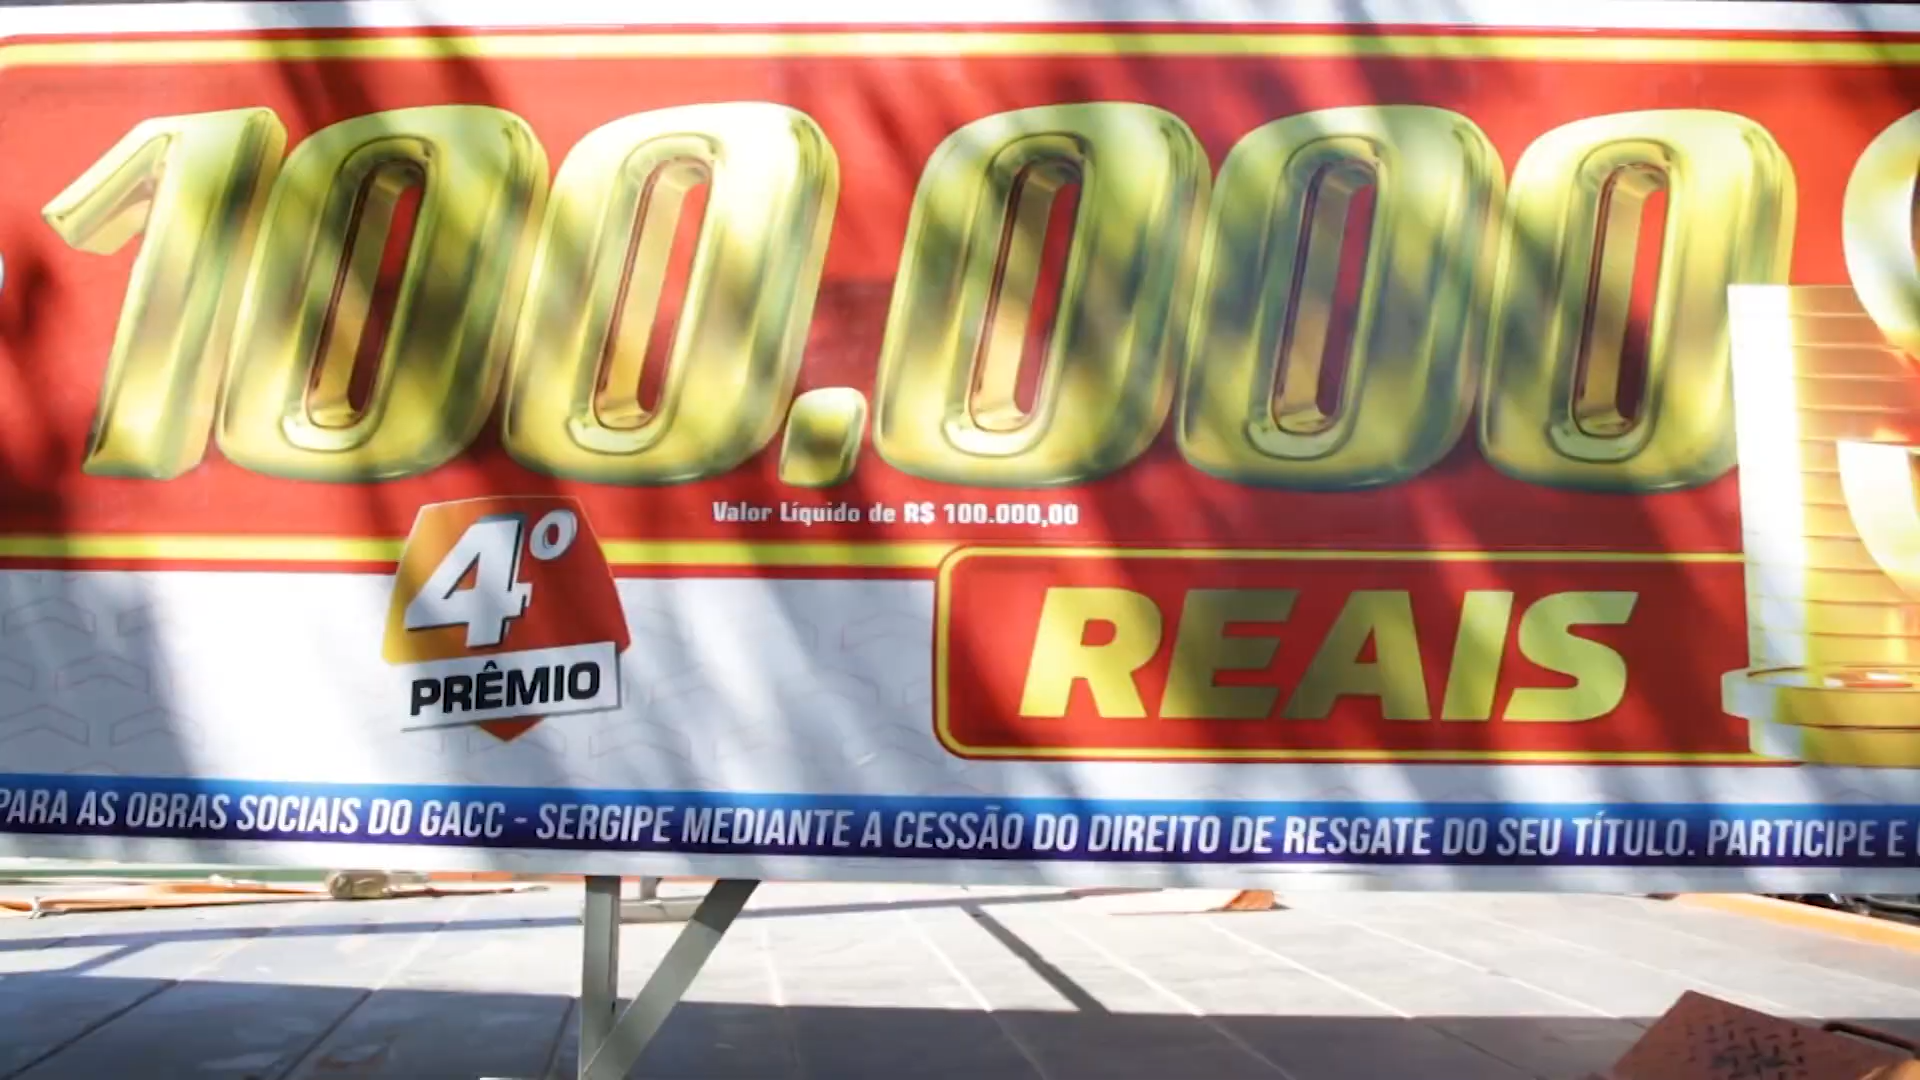 100.000
Valor Líquido de R$ 100.000,00
4º
PRÊMIO
REAIS
PARA AS OBRAS SOCIAIS DO GACC - SERGIPE MEDIANTE A CESSÃO DO DIREITO DE RESGATE DO SEU TÍTULO. PARTICIPE E